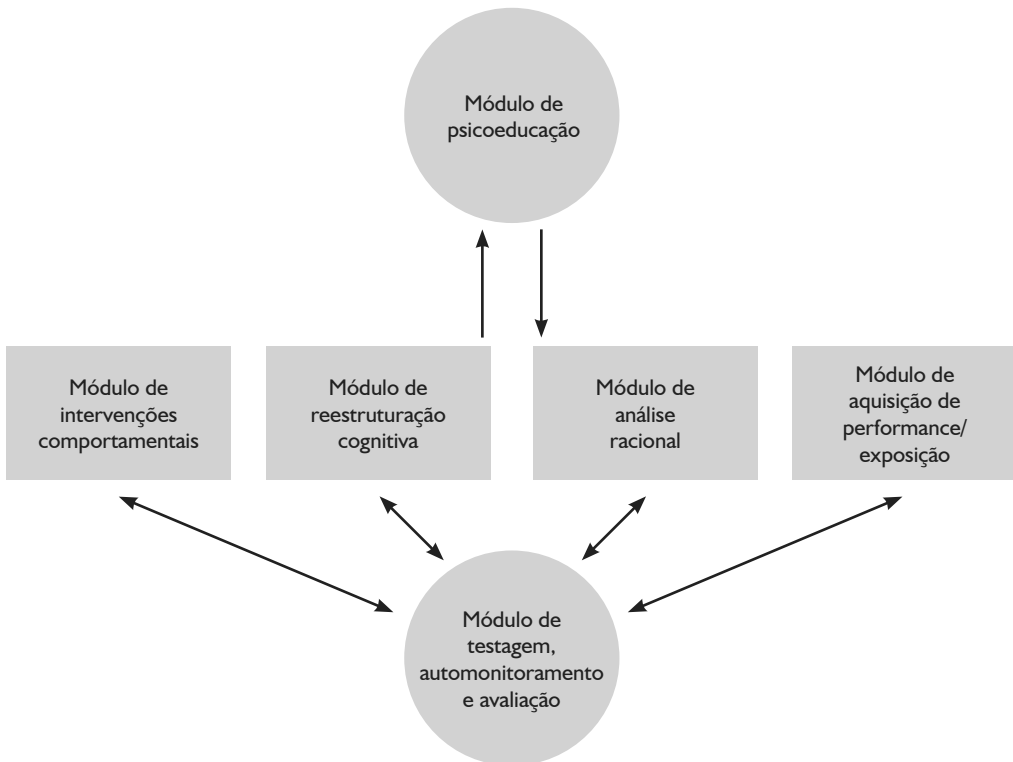 Módulo de
psicoeducação
Módulo de
intervenções
comportamentais
Módulo de
reestruturação
cognitiva
Módulo de
análise
racional
Módulo de
aquisição de
performance/
exposição
Módulo de
testagem,
automonitoramento
e avaliação